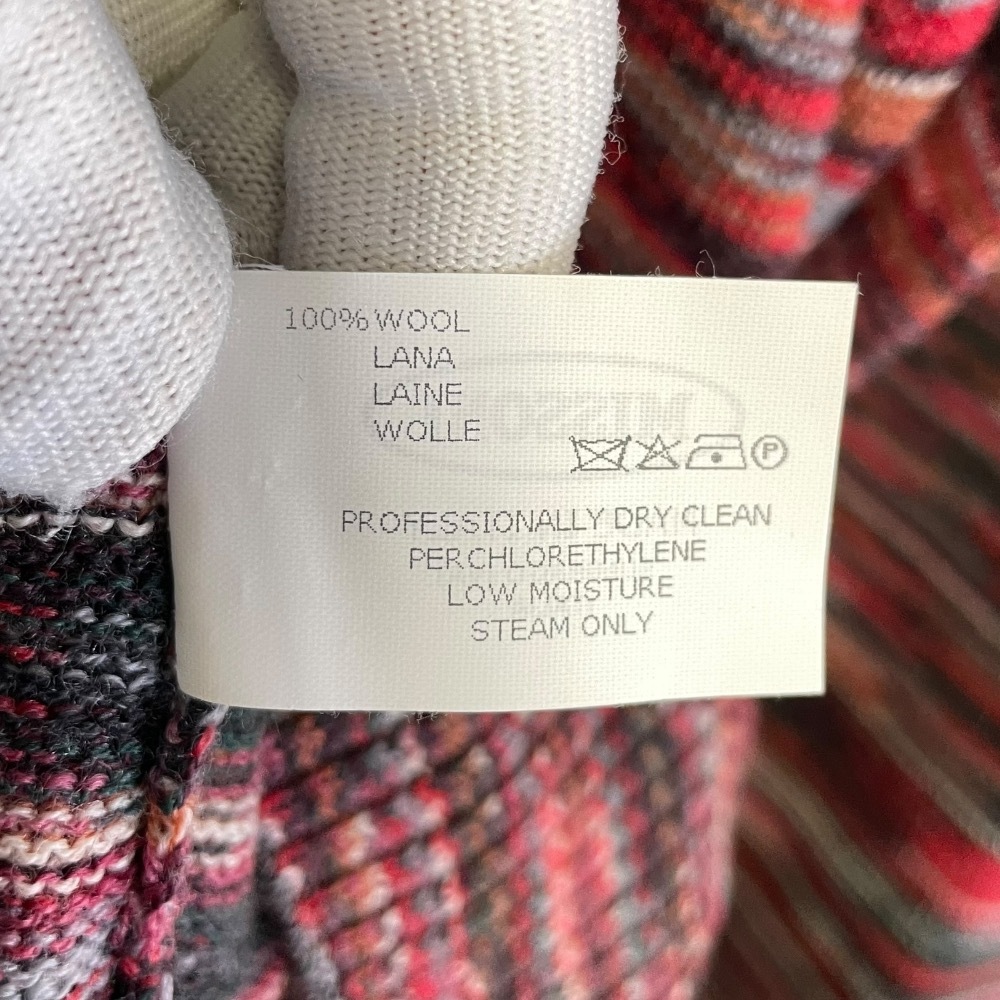 100% WOOL
LANA
LAINE
WOLLE
P
PROFESSIONALLY DRY CLEAN
PERCHLORETHYLENE
LOW MOISTURE
STEAM ONLY